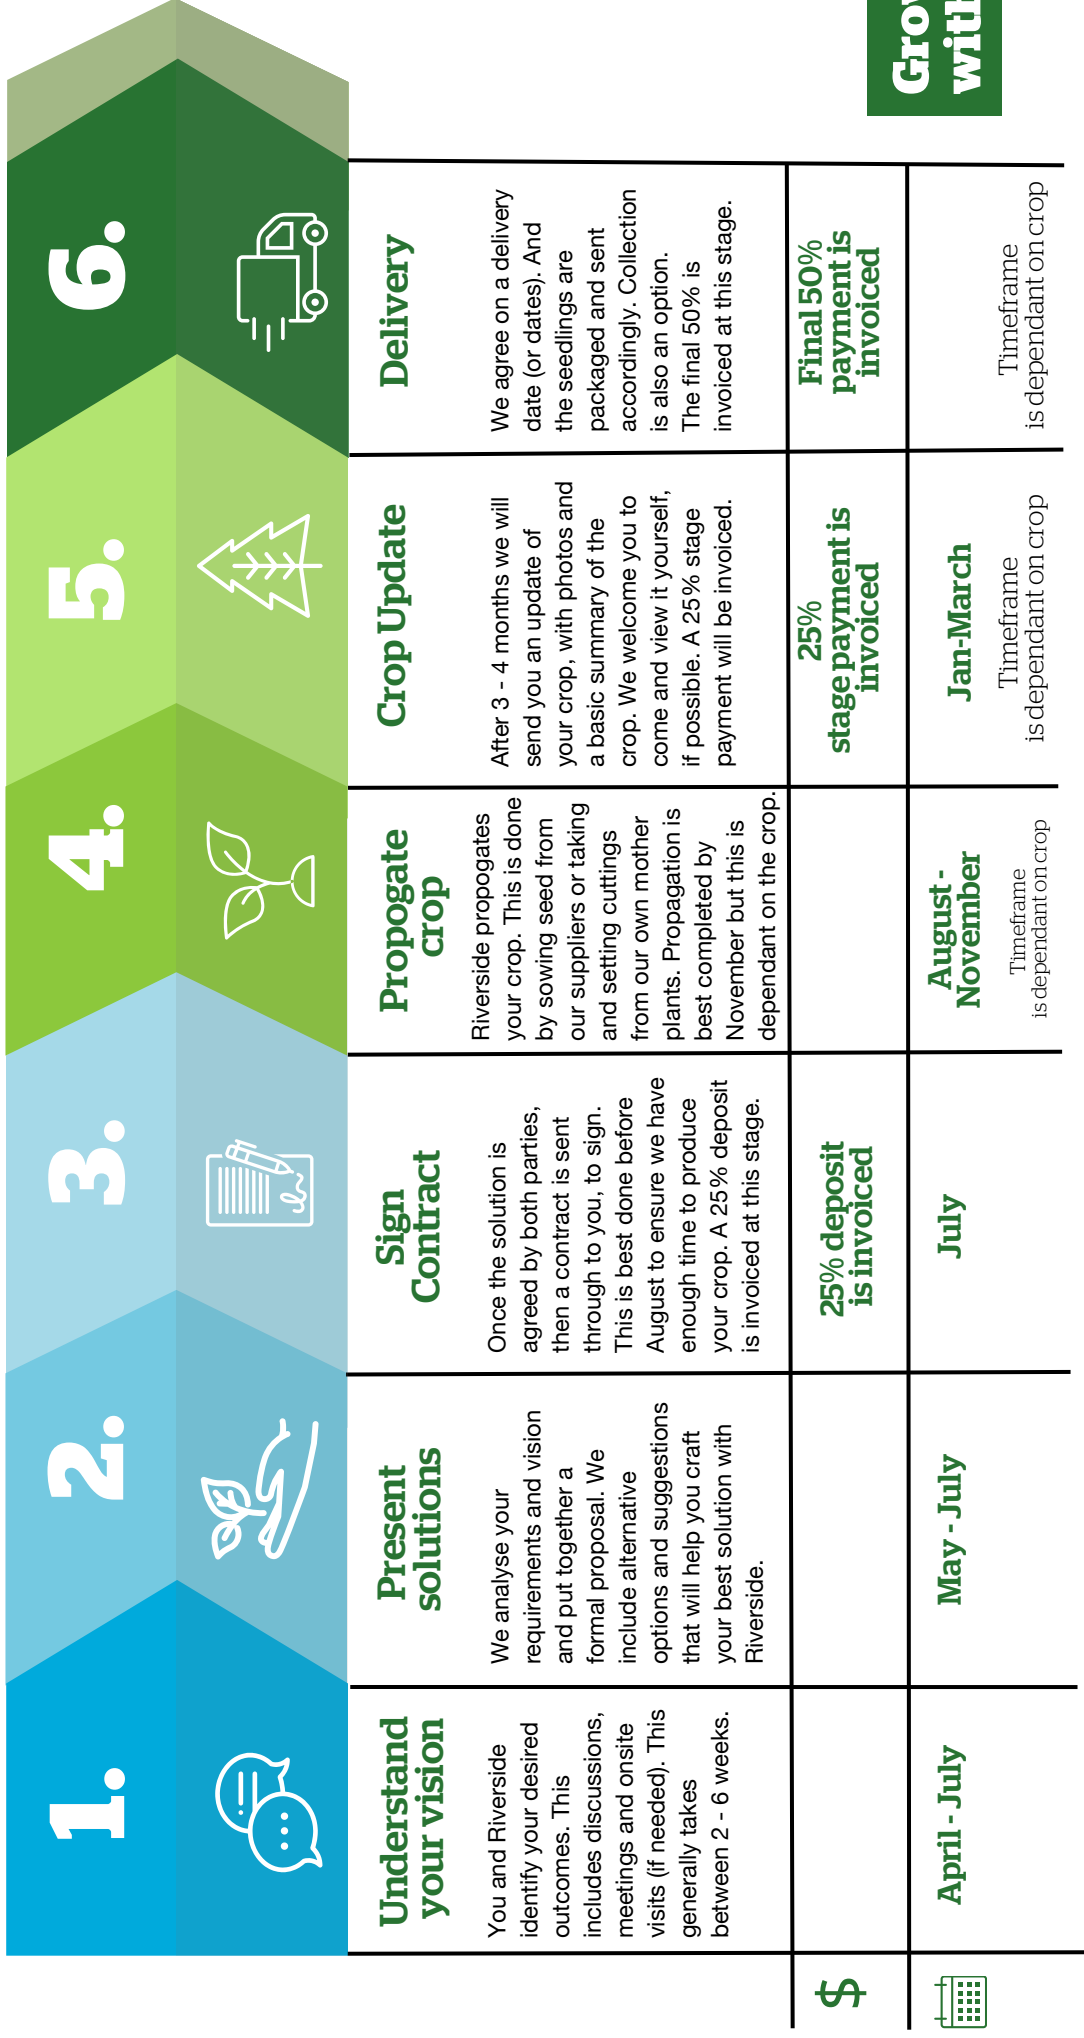 1.
2.
3.
4.
5.
6.
Understand
your vision
You and Riverside
identify your desired
outcomes. This
includes discussions,
meetings and onsite
visits (if needed). This
generally takes
between 2 - 6 weeks.
April - July
Present
solutions
We analyse your
requirements and vision
and put together a
formal proposal. We
include alternative
options and suggestions
that will help you craft
your best solution with
Riverside.
May - July
Sign
Contract
Once the solution is
agreed by both parties,
then a contract is sent
through to you, to sign.
This is best done before
August to ensure we have
enough time to produce
your crop. A 25% deposit
is invoiced at this stage.
25% deposit
is invoiced
July
Propogate
crop
Riverside propogates
your crop. This is done
by sowing seed from
our suppliers or taking
and setting cuttings
from our own mother
plants. Propagation is
best completed by
November but this is
dependant on the crop.
August -
November
Timeframe
is dependant on crop
Crop Update
After 3 - 4 months we will
send you an update of
your crop, with photos and
a basic summary of the
crop. We welcome you to
come and view it yourself,
if possible. A 25% stage
payment will be invoiced.
25%
stage payment is
invoiced
Jan-March
Timeframe
is dependant on crop
Delivery
We agree on a delivery
date (or dates). And
the seedlings are
packaged and sent
accordingly. Collection
is also an option.
The final 50% is
invoiced at this stage.
Final 50%
payment is
invoiced
Timeframe
is dependant on crop
$